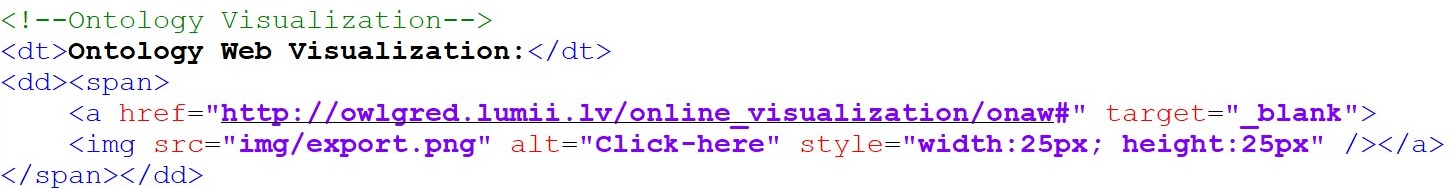 <!--Ontology Visualization-->
<dt>Ontology Web Visualization:</dt>
<dd><span>
<a href="http://owlgred.lumii.lv/online_visualization/onaw#" target="_blank">
<img src="img/export.png" alt="Click-here" style="width:25px; height:25px" /></a>
</span></dd>